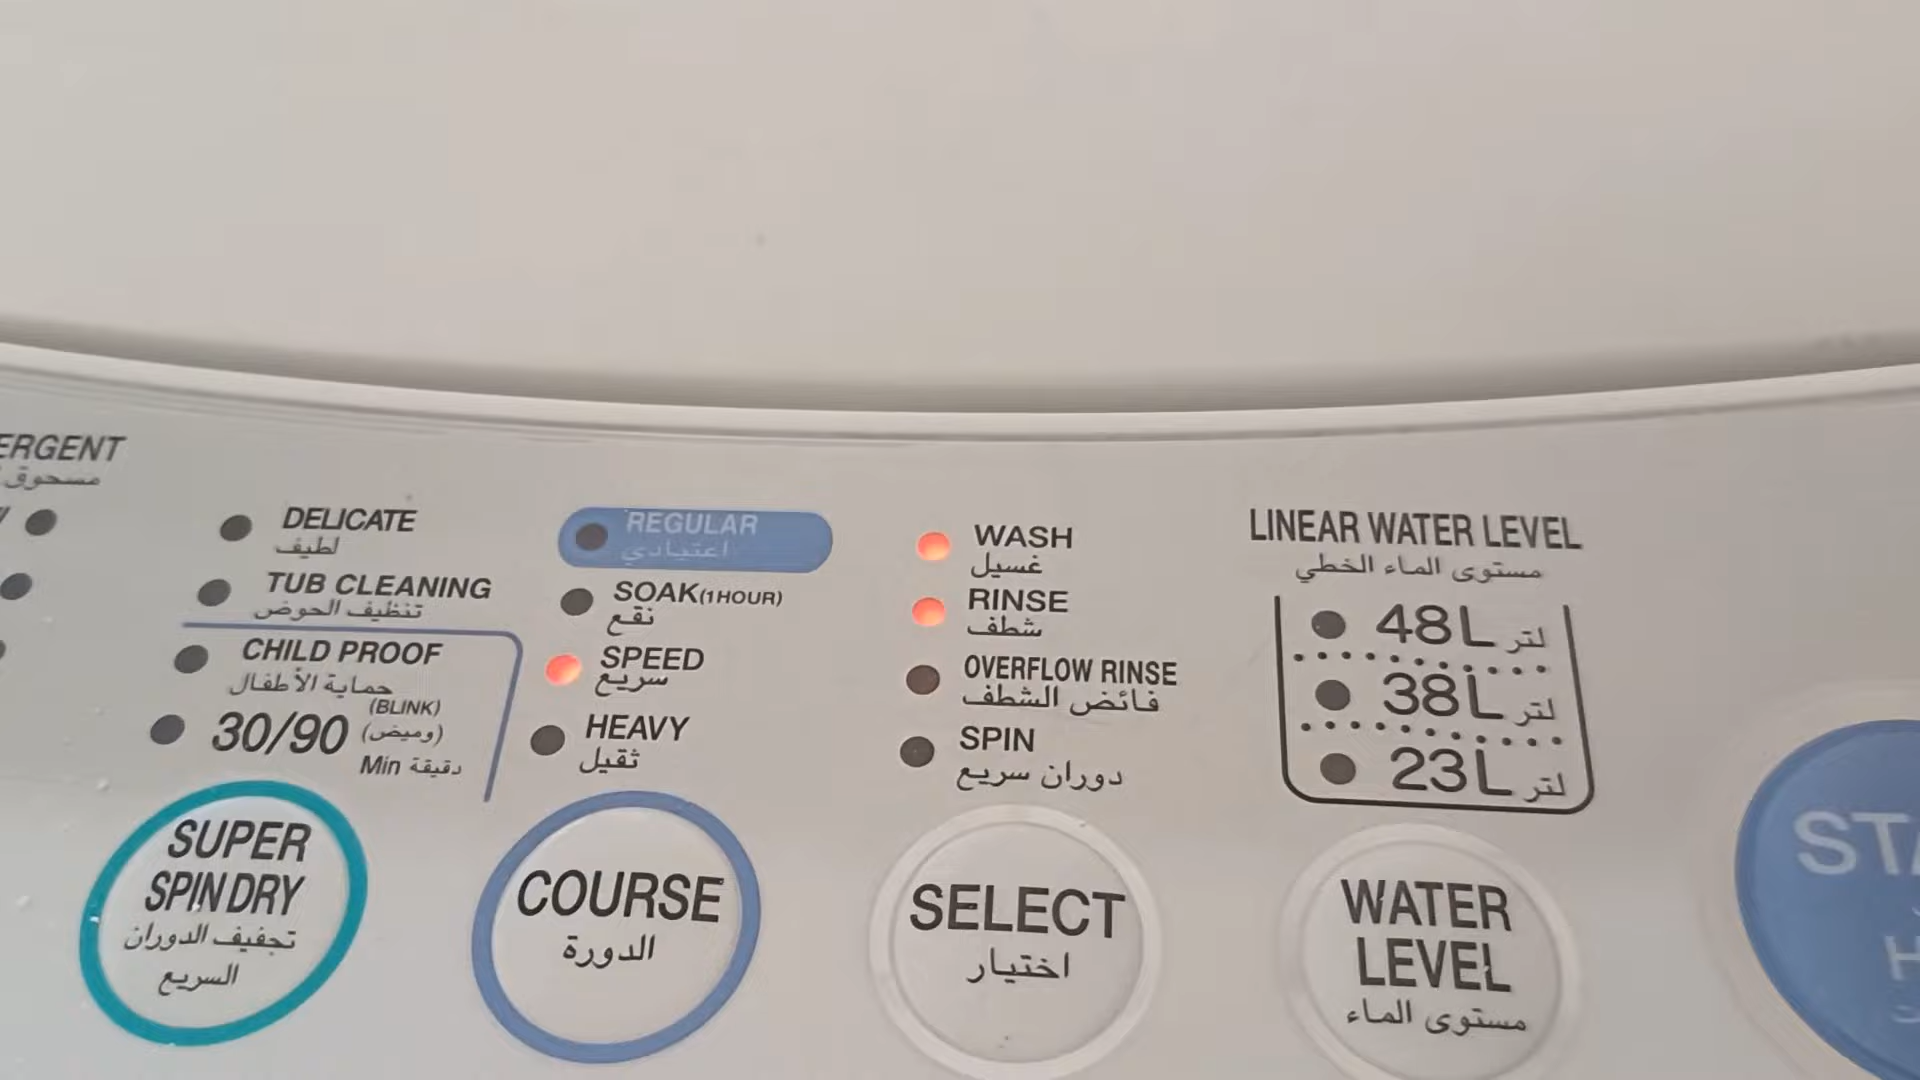 مسحوق
DELICATE
لطيف
TUB CLEANING
تنظيف الحوض
CHILD PROOF
حماية الأطفال
(BLINK)
30/90 (وميض)
Min دقيقة
SUPER
SPIN DRY
تجفيف الدوران
السريع
REGULAR
اعتيادي
SOAK(1HOUR)
نقع
SPEED
سريع
HEAVY
ثقيل
COURSE
الدورة
WASH
غسيل
RINSE
شطف
OVERFLOW RINSE
فائض الشطف
SPIN
دوران سريع
SELECT
اختيار
LINEAR WATER LEVEL
مستوى الماء الخطي
48L لتر
38L لتر
23L لتر
WATER
LEVEL
مستوى الماء